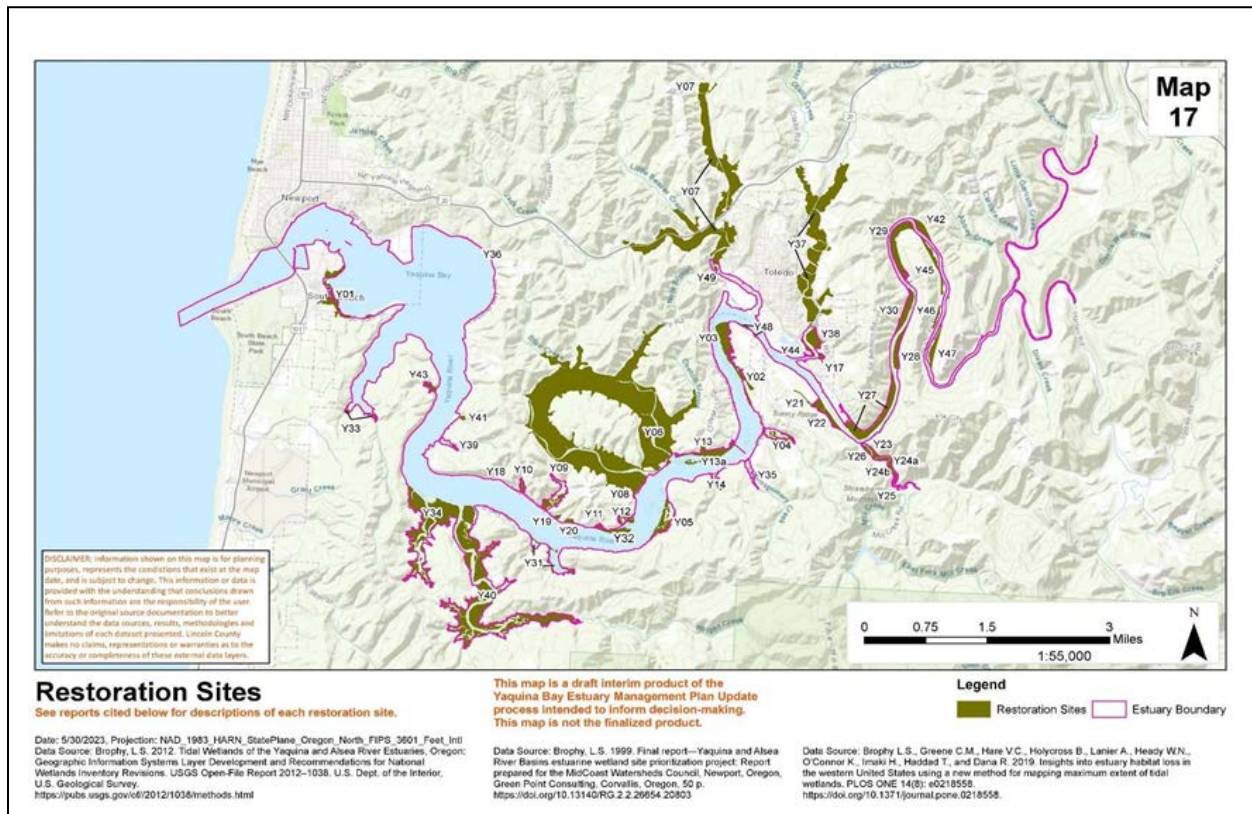 Map
17
Y07
Y07
Y37
Y42
Y29
Y45
Y46
Y30
Y28
Y47
Y36
Y49
Y48
Y38
Y44
Y17
Y03
Y02
Y27
Y21
Y22
Y23
Y26
Y24a
Y24b
Y25
Y01
Y43
Y41
Y39
Y33
Y06
Y13
Y13a
Y14
Y04
Y35
Y18
Y10
Y09
Y08
Y11
Y12
Y19
Y20
Y32
Y05
Y31
Y34
Y40
Newport
Toledo
Yaquina Bay
Yaquina River
South Beach
State Park
Newport
Municipal
Airport
DISCLAIMER: Information shown on this map is for planning
purposes, represents the conditions that exist at the map
date, and is subject to change. This information or data is
provided with the understanding that conclusions drawn
from such information are the responsibility of the user.
Refer to the original source documentation to better
understand the data sources, results, methodologies and
limitations of each dataset presented. Lincoln County
makes no claims, representations or warranties as to the
accuracy or completeness of these external data layers.
N
0 0.75 1.5 3
Miles
1:55,000
Restoration Sites
See reports cited below for descriptions of each restoration site.
Date: 5/30/2023, Projection: NAD_1983_HARN_StatePlane_Oregon_North_FIPS_3601_Feet_Intl
Data Source: Brophy, L.S. 2012. Tidal Wetlands of the Yaquina and Alsea River Estuaries, Oregon:
Geographic Information Systems Layer Development and Recommendations for National
Wetlands Inventory Revisions. USGS Open-File Report 2012–1038. U.S. Dept. of the Interior,
U.S. Geological Survey.
https://pubs.usgs.gov/of/2012/1038/methods.html
This map is a draft interim product of the
Yaquina Bay Estuary Management Plan Update
process intended to inform decision-making.
This map is not the finalized product.
Data Source: Brophy, L.S. 1999. Final report—Yaquina and Alsea
River Basins estuarine wetland site prioritization project: Report
prepared for the MidCoast Watersheds Council, Newport, Oregon,
Green Point Consulting, Corvallis, Oregon, 50 p.
https://doi.org/10.13140/RG.2.2.26654.20803
Legend
Restoration Sites
Estuary Boundary
Data Source: Brophy L.S., Greene C.M., Hare V.C., Holycross B., Lanier A., Heady W.N.,
O'Connor K., Imaki H., Haddad T., and Dana R. 2019. Insights into estuary habitat loss in
the western United States using a new method for mapping maximum extent of tidal
wetlands. PLOS ONE 14(8): e0218558.
https://doi.org/10.1371/journal.pone.0218558.